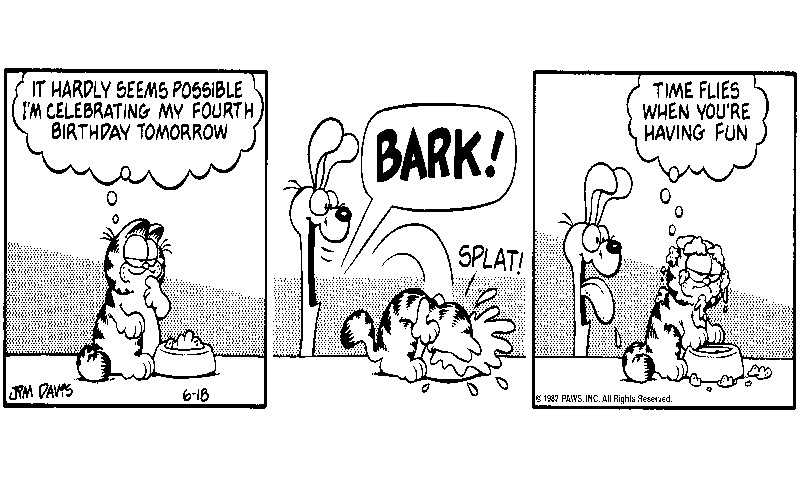 IT HARDLY SEEMS POSSIBLE
I'M CELEBRATING MY FOURTH
BIRTHDAY TOMORROW
JIM DAVIS
6-18
BARK!
SPLAT!
TIME FLIES
WHEN YOU'RE
HAVING FUN
© 1982 PAWS, INC. All Rights Reserved.